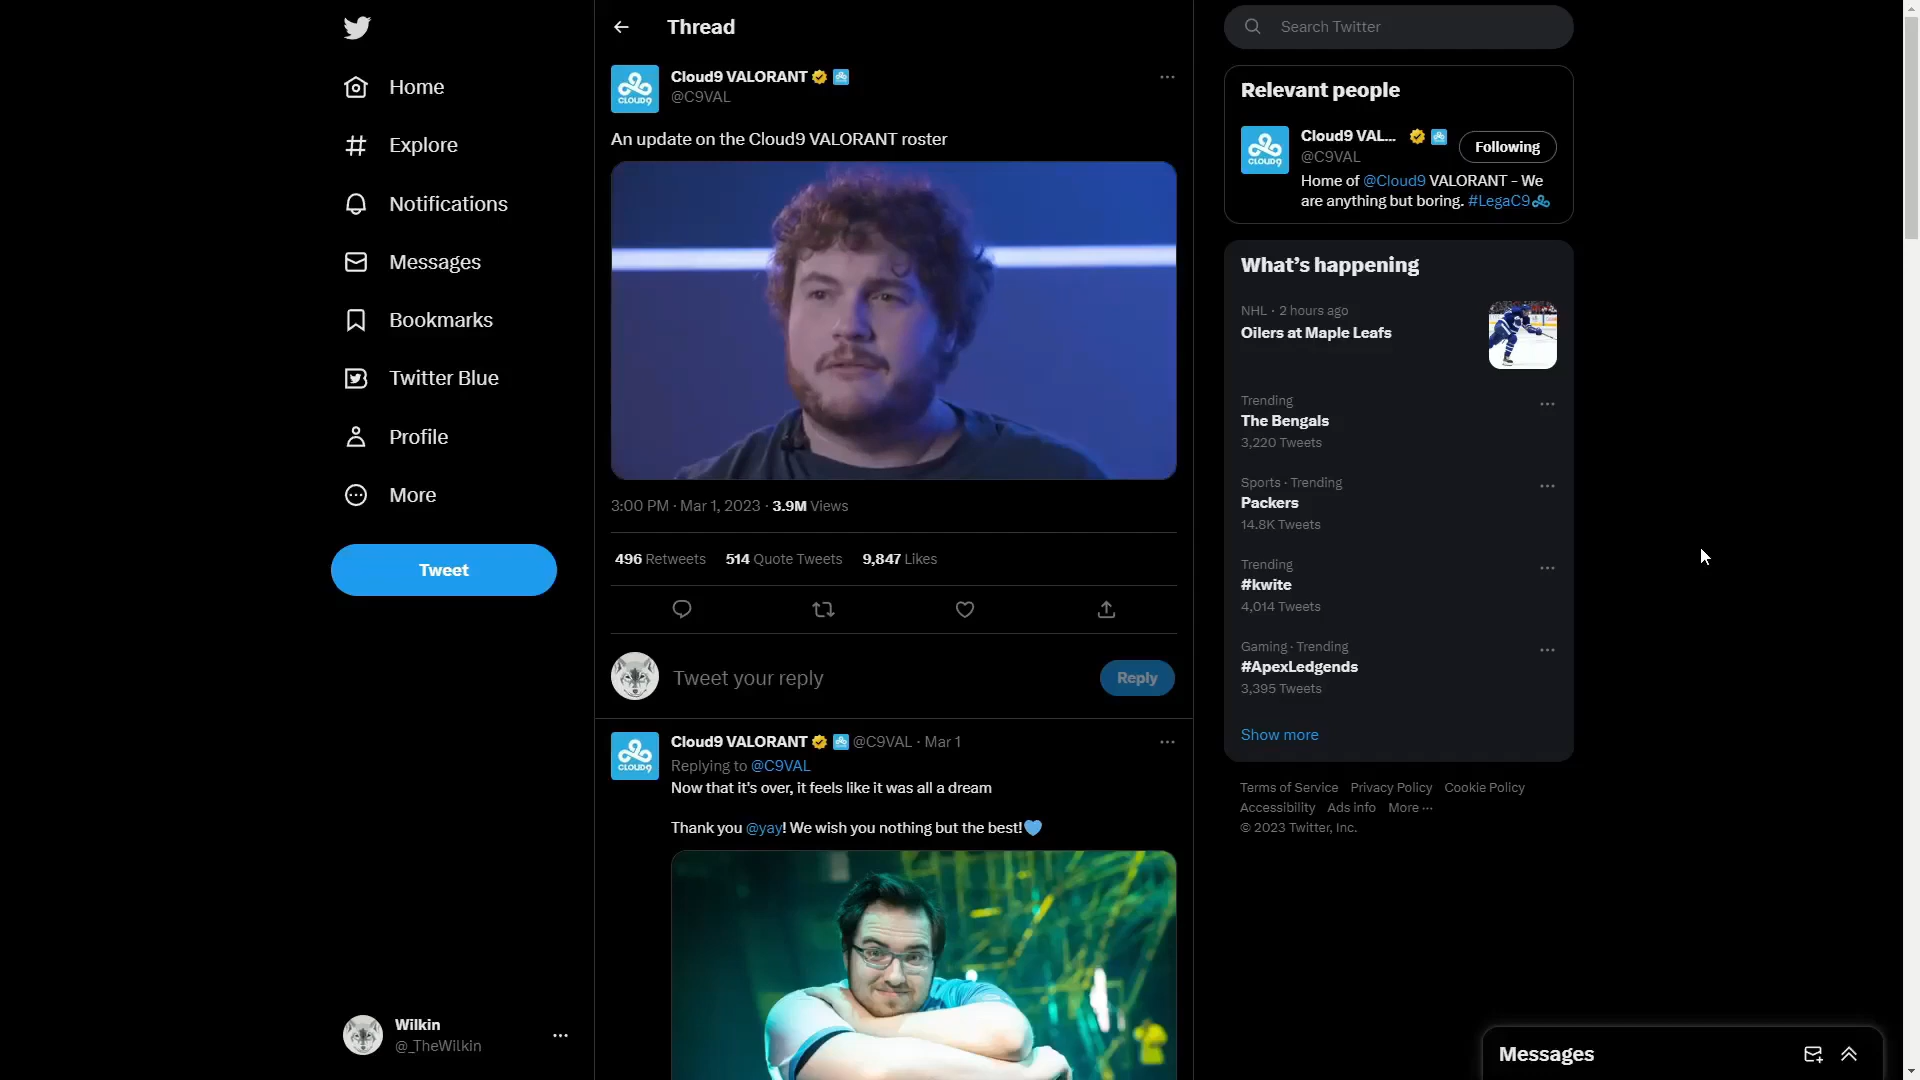 Home
Explore
Notifications
Messages
Bookmarks
Twitter Blue
Profile
More
Tweet
Wilkin
@_TheWilkin
Thread
CLOUD9
Cloud9 VALORANT
@C9VAL
An update on the Cloud9 VALORANT roster
3:00 PM · Mar 1, 2023 · 3.9M Views
496 Retweets 514 Quote Tweets 9,847 Likes
Tweet your reply
Reply
CLOUD9
Cloud9 VALORANT @C9VAL · Mar 1
Replying to @C9VAL
Now that it's over, it feels like it was all a dream
Thank you @yay! We wish you nothing but the best!💙
Search Twitter
Relevant people
CLOUD9
Cloud9 VAL...
@C9VAL
Following
Home of @Cloud9 VALORANT - We
are anything but boring. #LegaC9
What's happening
NHL · 2 hours ago
Oilers at Maple Leafs
Trending
The Bengals
3,220 Tweets
Sports · Trending
Packers
14.8K Tweets
Trending
#kwite
4,014 Tweets
Gaming · Trending
#ApexLedgends
3,395 Tweets
Show more
Terms of Service Privacy Policy Cookie Policy
Accessibility Ads info More ···
© 2023 Twitter, Inc.
Messages